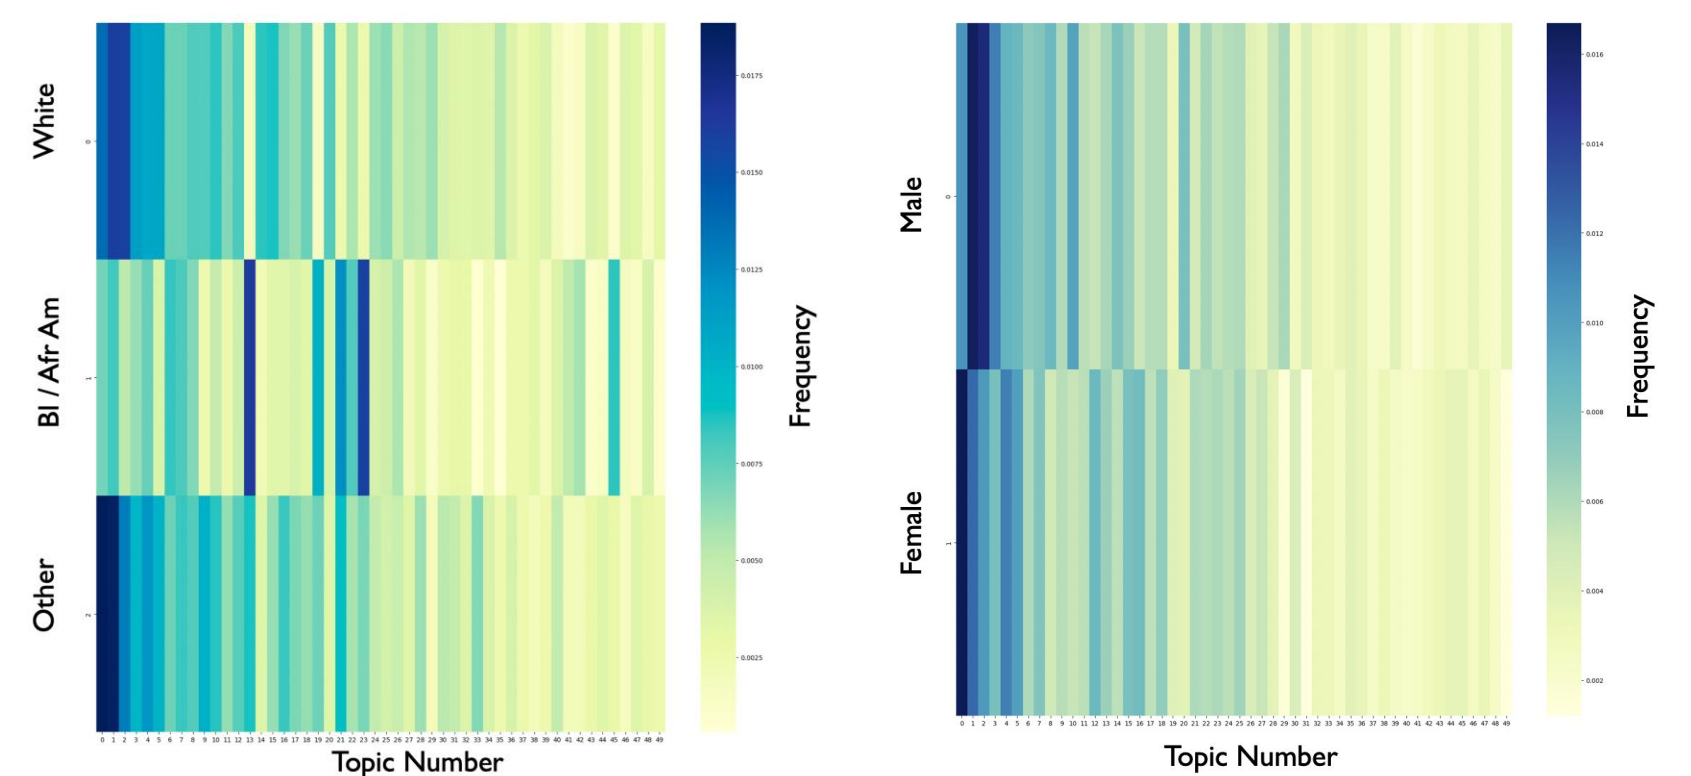 White
Bl / Afr Am
Other
0
1
2
0 1 2 3 4 5 6 7 8 9 10 11 12 13 14 15 16 17 18 19 20 21 22 23 24 25 26 27 28 29 30 31 32 33 34 35 36 37 38 39 40 41 42 43 44 45 46 47 48 49
Topic Number
0.0175
0.0150
0.0125
0.0100
0.0075
0.0050
0.0025
Frequency
Male
Female
0
1
0 1 2 3 4 5 6 7 8 9 10 11 12 13 14 15 16 17 18 19 20 21 22 23 24 25 26 27 28 29 30 31 32 33 34 35 36 37 38 39 40 41 42 43 44 45 46 47 48 49
Topic Number
0.016
0.014
0.012
0.010
0.008
0.006
0.004
0.002
Frequency